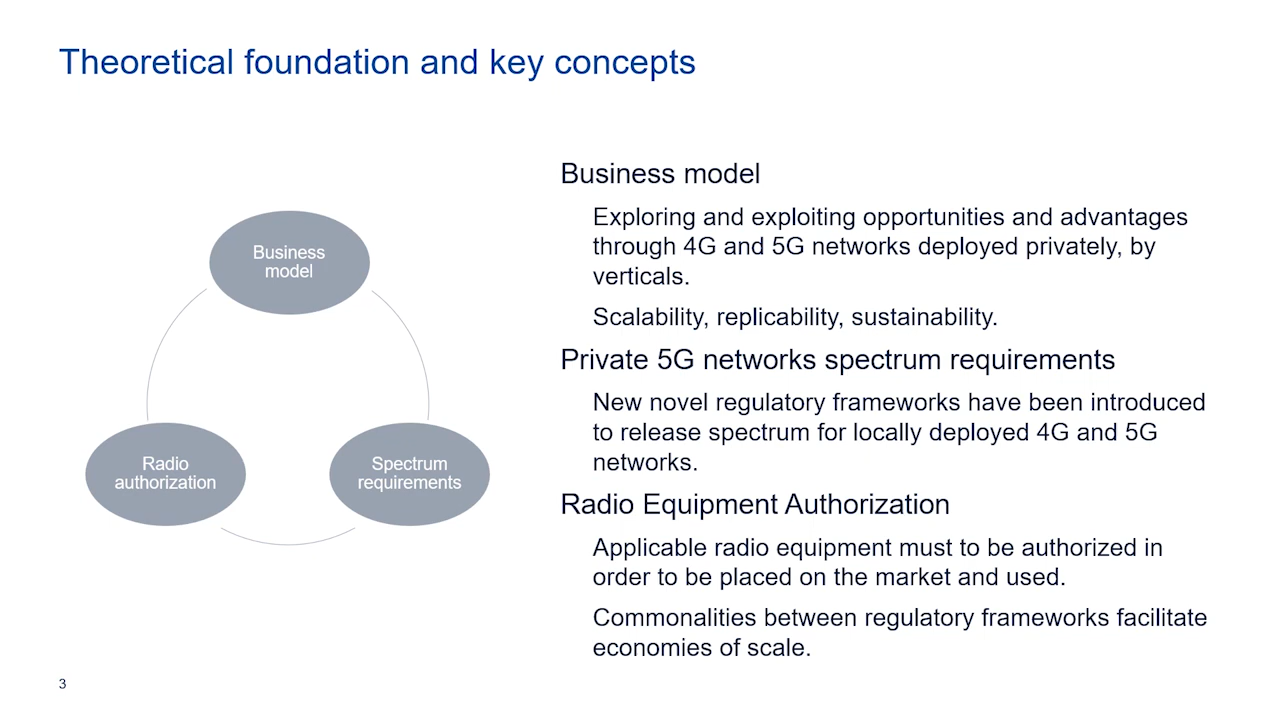 Theoretical foundation and key concepts
Business
model
Radio
authorization
Spectrum
requirements
Business model
Exploring and exploiting opportunities and advantages
through 4G and 5G networks deployed privately, by
verticals.
Scalability, replicability, sustainability.
Private 5G networks spectrum requirements
New novel regulatory frameworks have been introduced
to release spectrum for locally deployed 4G and 5G
networks.
Radio Equipment Authorization
Applicable radio equipment must to be authorized in
order to be placed on the market and used.
Commonalities between regulatory frameworks facilitate
economies of scale.
3